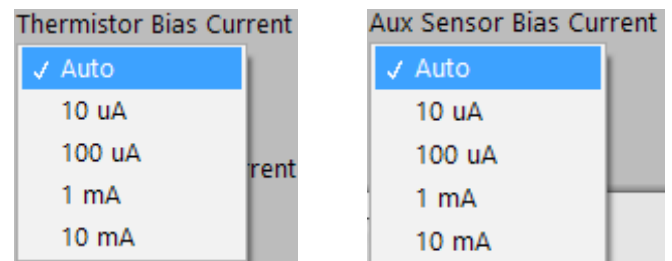 Thermistor Bias Current
✓ Auto
10 uA
100 uA
1 mA
10 mA
rrent
Aux Sensor Bias Current
✓ Auto
10 uA
100 uA
1 mA
10 mA